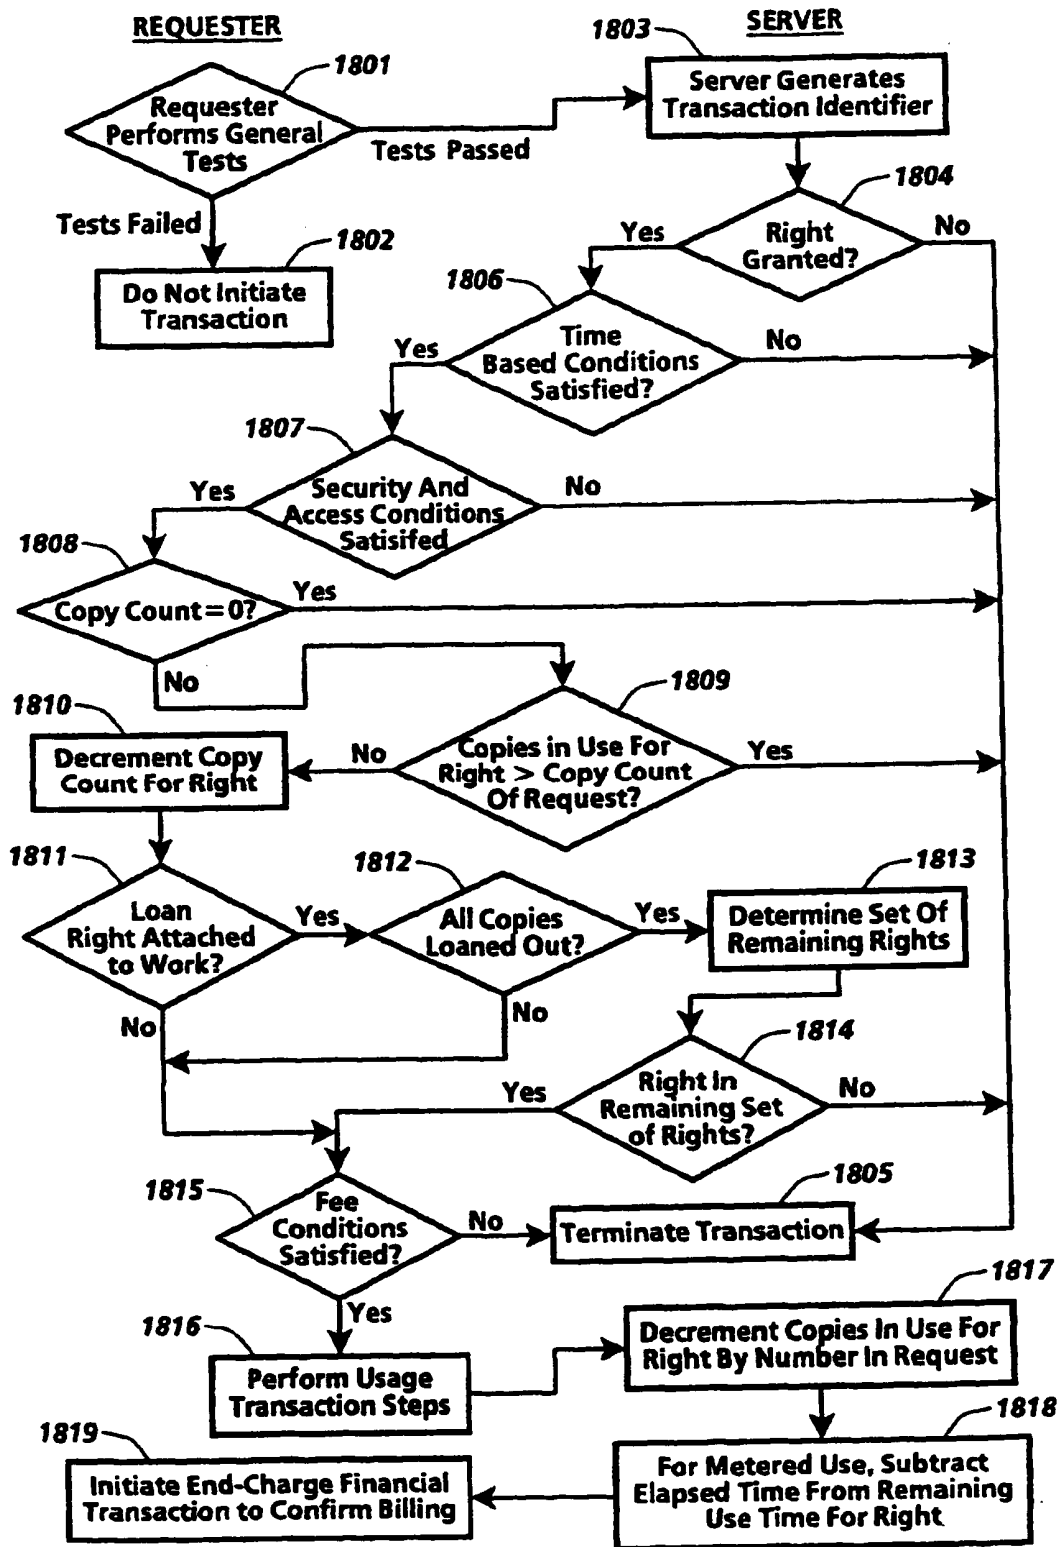 REQUESTER
SERVER
1801
Requester
Performs General
Tests
Tests Passed
Tests Failed
1802
Do Not Initiate
Transaction
1803
Server Generates
Transaction Identifier
1804
Right
Granted?
Yes
No
1806
Time
Based Conditions
Satisfied?
Yes
No
1807
Security And
Access Conditions
Satisifed
Yes
No
1808
Copy Count = 0?
Yes
No
1809
Copies in Use For
Right > Copy Count
Of Request?
No
Yes
1810
Decrement Copy
Count For Right
1811
Loan
Right Attached
to Work?
Yes
No
1812
All Copies
Loaned Out?
Yes
No
1813
Determine Set Of
Remaining Rights
1814
Right In
Remaining Set
of Rights?
Yes
No
1815
Fee
Conditions
Satisfied?
No
Yes
1805
Terminate Transaction
1816
Perform Usage
Transaction Steps
1817
Decrement Copies In Use For
Right By Number In Request
1818
For Metered Use, Subtract
Elapsed Time From Remaining
Use Time For Right
1819
Initiate End-Charge Financial
Transaction to Confirm Billing